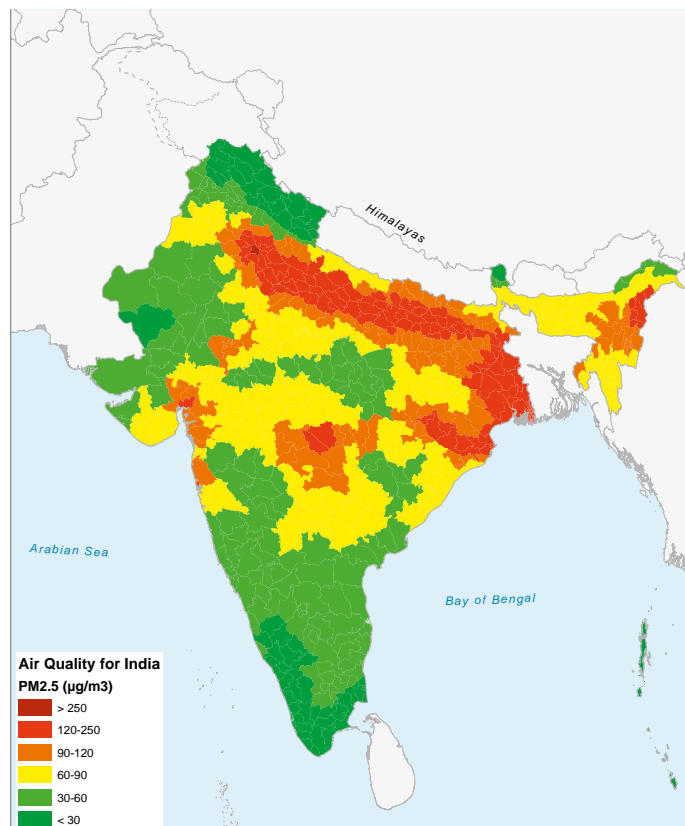 Himalayas
Arabian Sea
Bay of Bengal
Air Quality for India
PM2.5 (µg/m3)
> 250
120-250
90-120
60-90
30-60
< 30